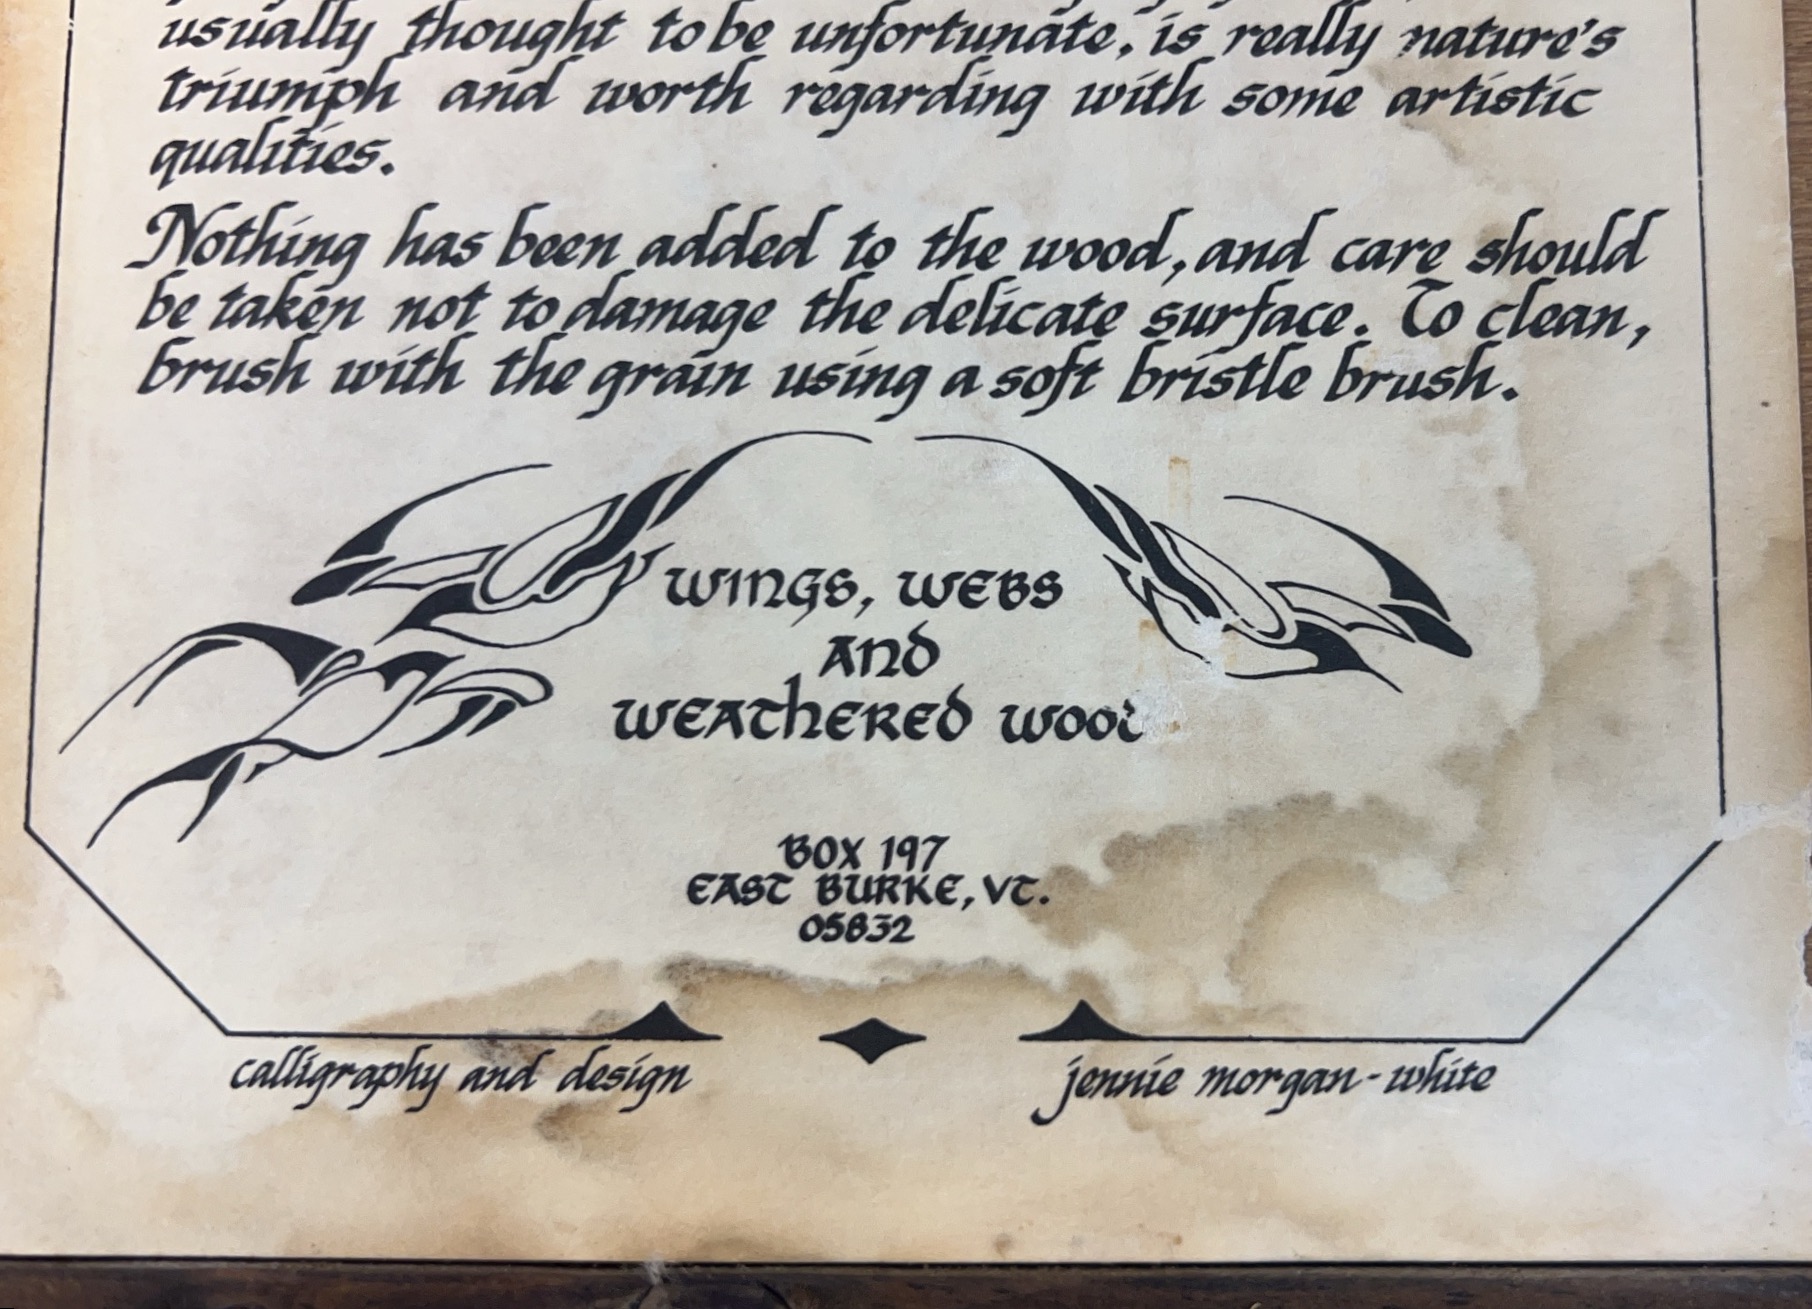 usually thought to be unfortunate, is really nature's
triumph and worth regarding with some artistic
qualities.
Nothing has been added to the wood, and care should
be taken not to damage the delicate surface. To clean,
brush with the grain using a soft bristle brush.
WINGS, WEBS
AND
WEATHERED WOOD
BOX 197
EAST BURKE, VT.
05832
calligraphy and design
jennie morgan-white